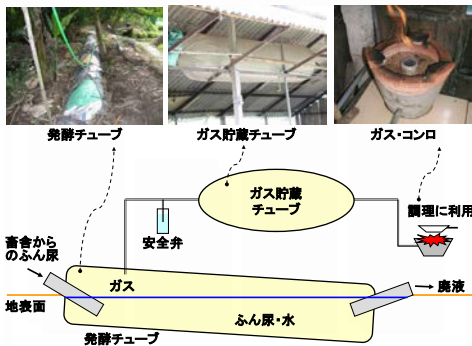 発酵チューブ
ガス貯蔵チューブ
ガス・コンロ
ガス貯蔵
チューブ
調理に利用
安全弁
畜舎から
のふん尿
ガス
廃液
地表面
ふん尿・水
発酵チューブ